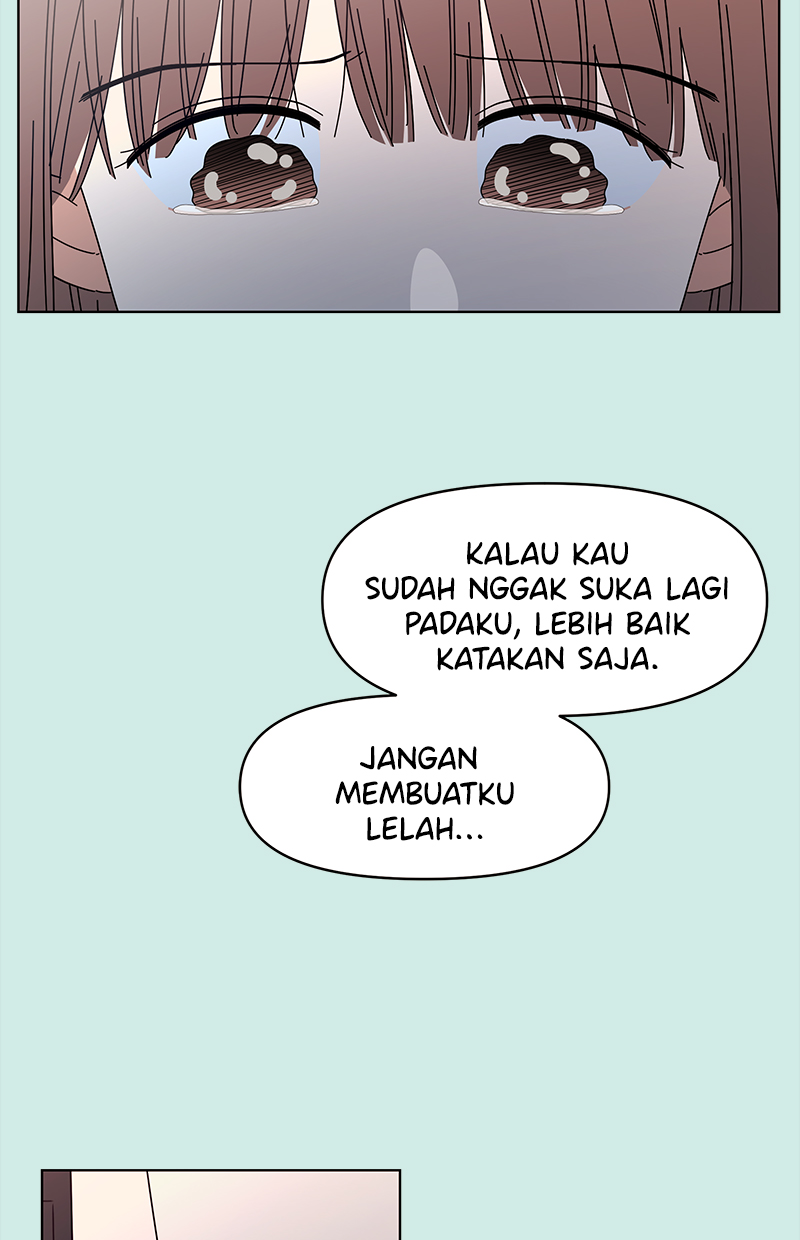 KALAU KAU
SUDAH NGGAK SUKA LAGI
PADAKU, LEBIH BAIK
KATAKAN SAJA.
JANGAN
MEMBUATKU
LELAH...